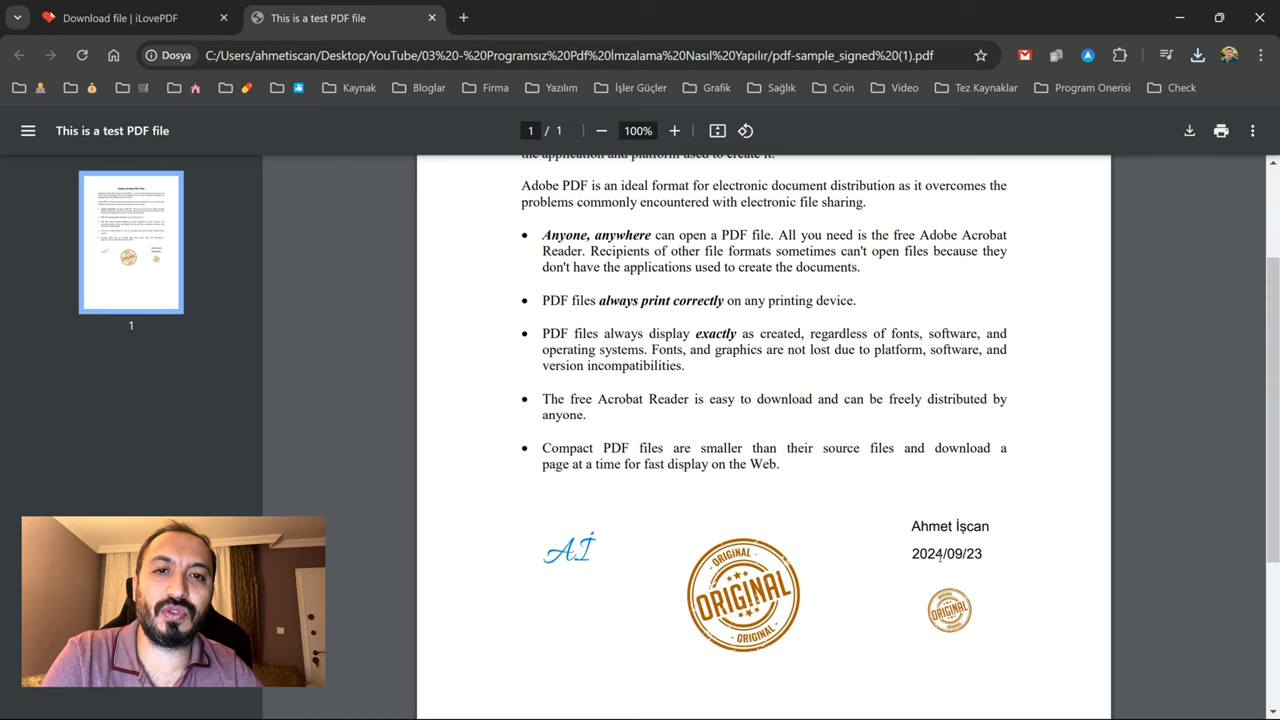 Download file | iLovePDF
This is a test PDF file
Dosya
C:/Users/ahmetiscan/Desktop/YouTube/03%20-%20Programsız%20Pdf%20İmzalama%20Nasıl%20Yapılır/pdf-sample_signed%20(1).pdf
Kaynak
Bloglar
Firma
Yazılım
İşler Güçler
Grafik
Sağlık
Coin
Video
Tez Kaynaklar
Program Onerisi
Check
This is a test PDF file
1 / 1
100%
the application and platform used to create it.
Adobe PDF is an ideal format for electronic document distribution as it overcomes the
problems commonly encountered with electronic file sharing.
• Anyone, anywhere can open a PDF file. All you need is the free Adobe Acrobat
Reader. Recipients of other file formats sometimes can't open files because they
don't have the applications used to create the documents.
• PDF files always print correctly on any printing device.
• PDF files always display exactly as created, regardless of fonts, software, and
operating systems. Fonts, and graphics are not lost due to platform, software, and
version incompatibilities.
• The free Acrobat Reader is easy to download and can be freely distributed by
anyone.
• Compact PDF files are smaller than their source files and download a
page at a time for fast display on the Web.
1
Aİ
ORIGINAL
ORIGINAL
ORIGINAL
Ahmet İşcan
2024/09/23
ORIGINAL